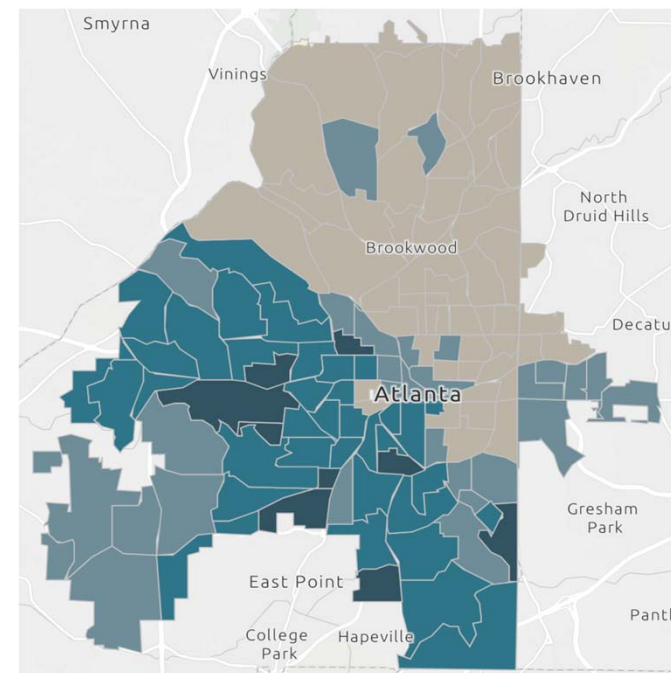 Smyrna
Vinings
Brookhaven
North
Druid Hills
Brookwood
Decatu
Atlanta
Gresham
Park
East Point
Panth
College
Park
Hapeville